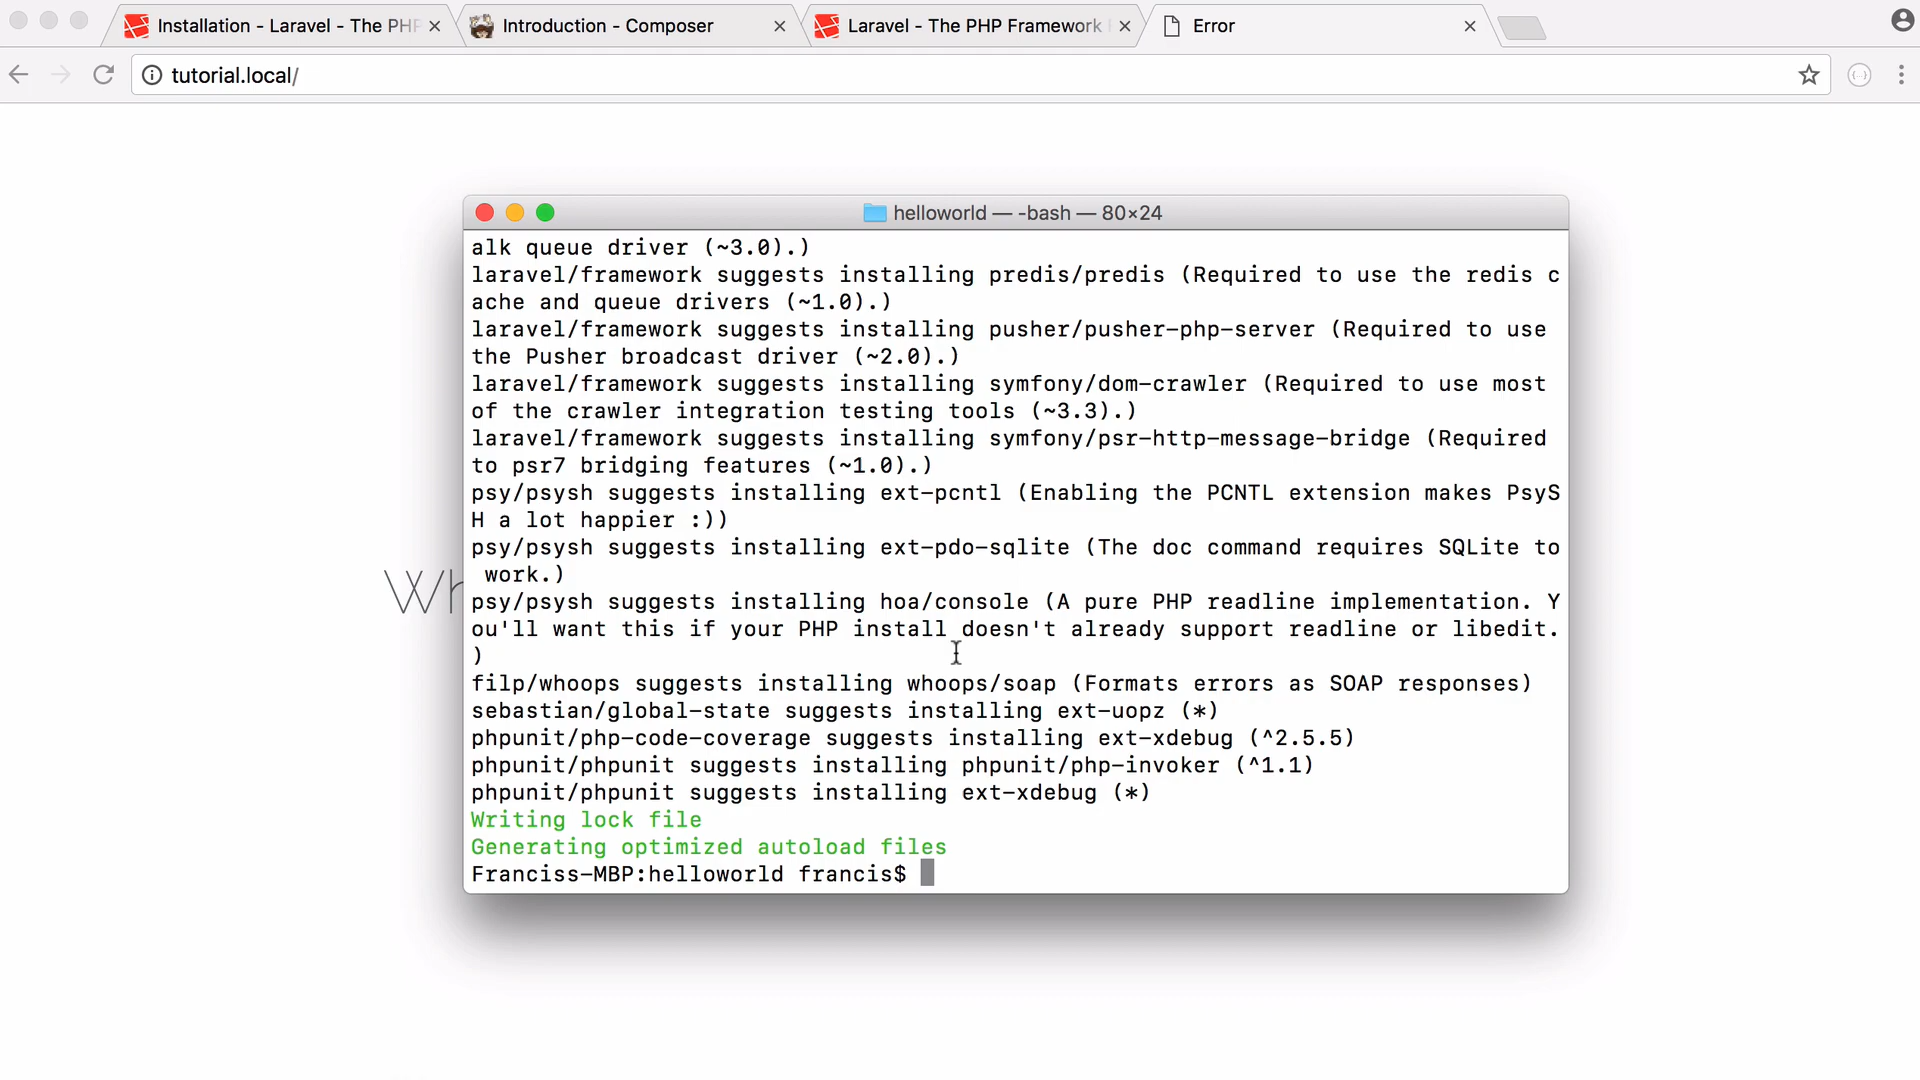 Installation - Laravel - The PHP
Introduction - Composer
Laravel - The PHP Framework
Error
tutorial.local/
Wh
helloworld — -bash — 80×24
alk queue driver (~3.0).)
laravel/framework suggests installing predis/predis (Required to use the redis c
ache and queue drivers (~1.0).)
laravel/framework suggests installing pusher/pusher-php-server (Required to use
the Pusher broadcast driver (~2.0).)
laravel/framework suggests installing symfony/dom-crawler (Required to use most
of the crawler integration testing tools (~3.3).)
laravel/framework suggests installing symfony/psr-http-message-bridge (Required
to psr7 bridging features (~1.0).)
psy/psysh suggests installing ext-pcntl (Enabling the PCNTL extension makes PsyS
H a lot happier :))
psy/psysh suggests installing ext-pdo-sqlite (The doc command requires SQLite to
 work.)
psy/psysh suggests installing hoa/console (A pure PHP readline implementation. Y
ou'll want this if your PHP install doesn't already support readline or libedit.
)
filp/whoops suggests installing whoops/soap (Formats errors as SOAP responses)
sebastian/global-state suggests installing ext-uopz (*)
phpunit/php-code-coverage suggests installing ext-xdebug (^2.5.5)
phpunit/phpunit suggests installing phpunit/php-invoker (^1.1)
phpunit/phpunit suggests installing ext-xdebug (*)
Writing lock file
Generating optimized autoload files
Franciss-MBP:helloworld francis$